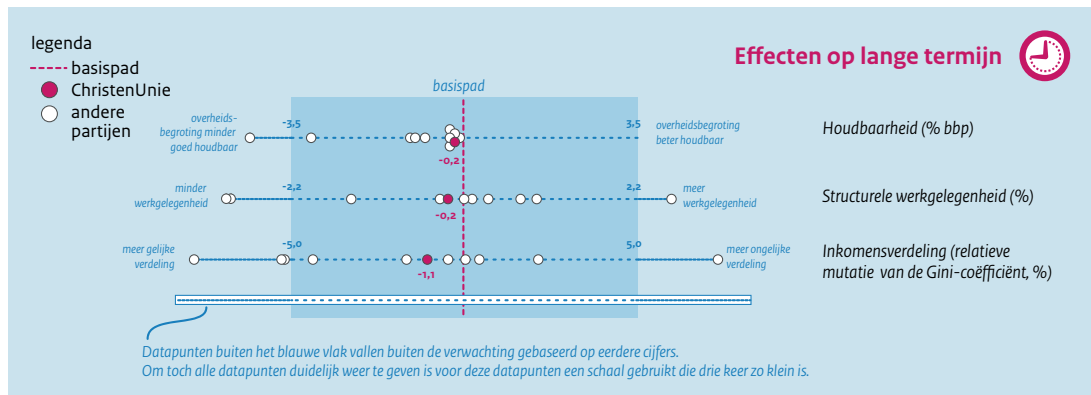 legenda
basispad
ChristenUnie
andere
partijen
Effecten op lange termijn
basispad
overheids-
begroting minder
goed houdbaar
-3,5
3,5
overheidsbegroting
beter houdbaar
Houdbaarheid (% bbp)
-0,2
minder
werkgelegenheid
-2,2
2,2
meer
werkgelegenheid
Structurele werkgelegenheid (%)
-0,2
meer gelijke
verdeling
-5,0
5,0
meer ongelijke
verdeling
Inkomensverdeling (relatieve
mutatie van de Gini-coëfficiënt, %)
-1,1
Datapunten buiten het blauwe vlak vallen buiten de verwachting gebaseerd op eerdere cijfers.
Om toch alle datapunten duidelijk weer te geven is voor deze datapunten een schaal gebruikt die drie keer zo klein is.